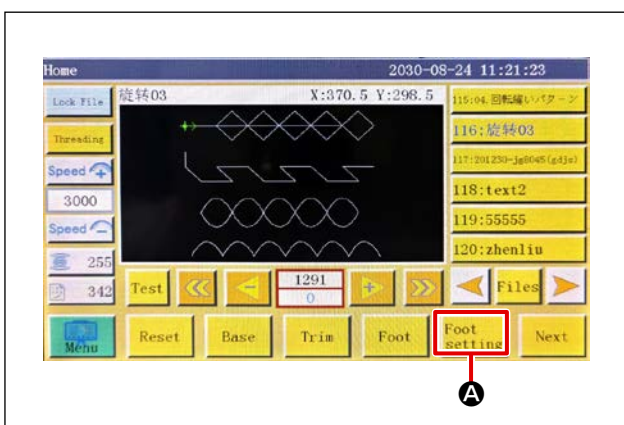 Home 2030-08-24 11:21:23
Lock File
旋转03 X:370.5 Y:298.5
115:04.回転縫いパターン
Threading
116:旋转03
117:201230-jg8045(gdjs)
Speed
118:text2
3000
119:55555
Speed
120:zhenliu
255
342
Test
1291
0
Files
Menu
Reset
Base
Trim
Foot
Foot setting
Next
A